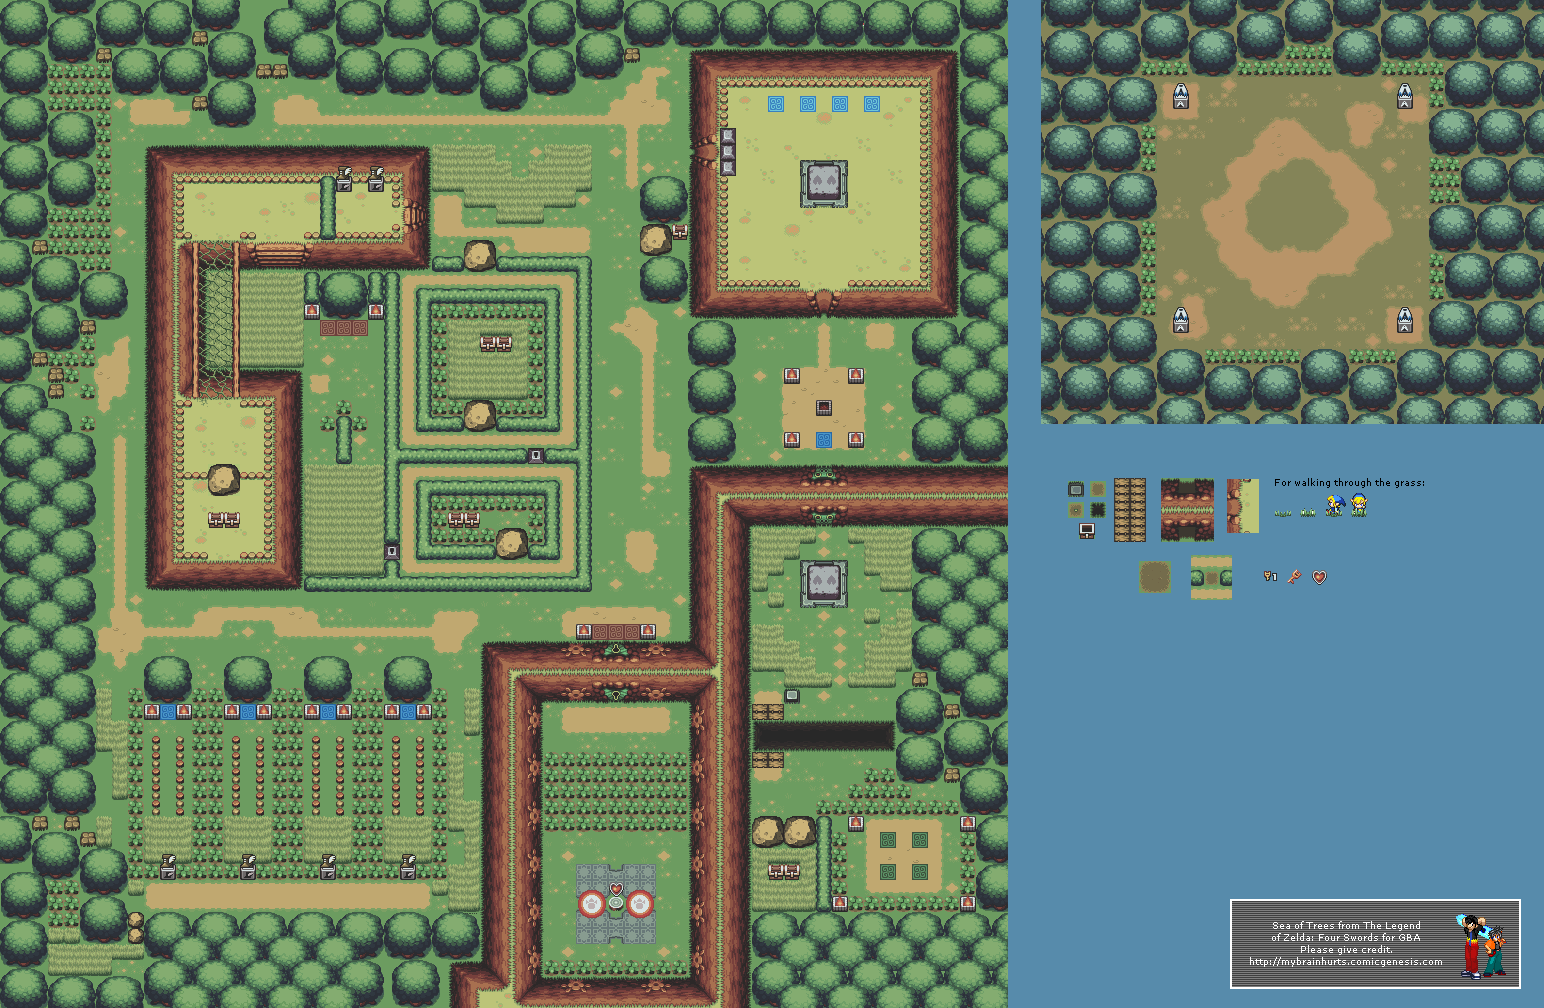 For walking through the grass:
1
Sea of Trees from The Legend
of Zelda: Four Swords for GBA
Please give credit.
http://mybrainhurts.comicgenesis.com